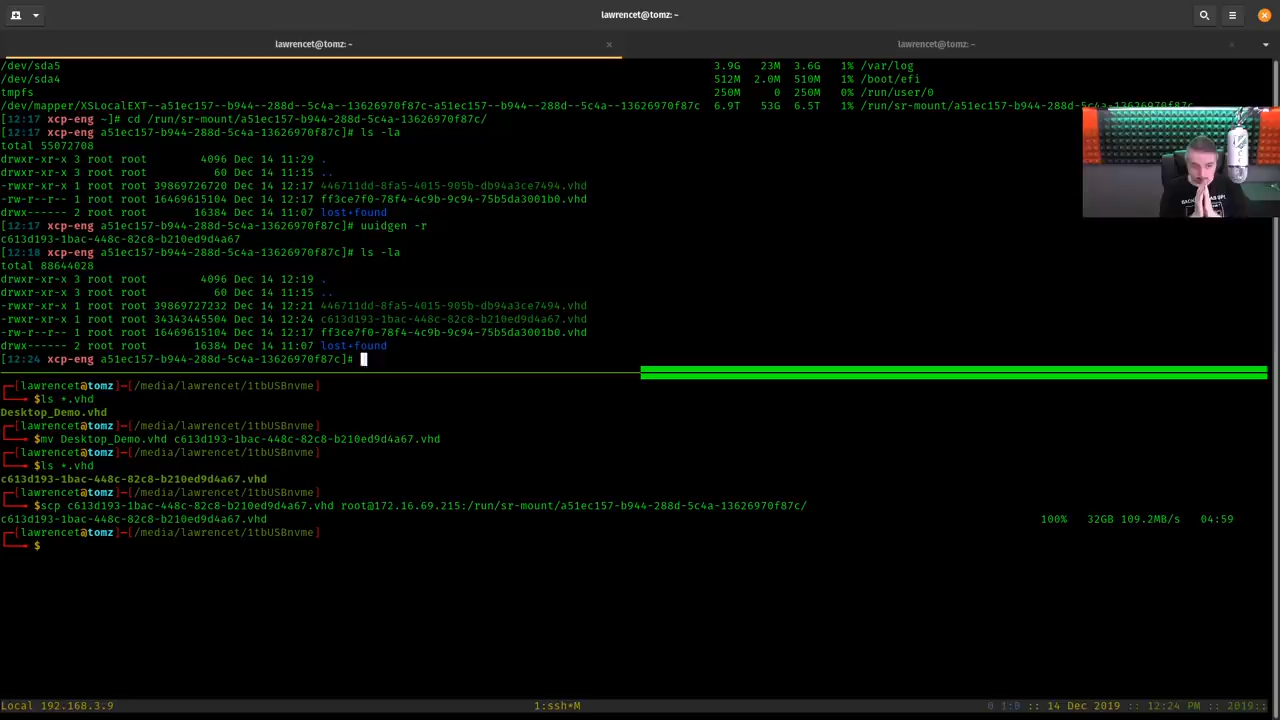 lawrencet@tomz: ~
lawrencet@tomz: ~
lawrencet@tomz: ~
/dev/sda5 3.9G 23M 3.6G 1% /var/log
/dev/sda4 512M 2.0M 510M 1% /boot/efi
tmpfs 250M 0 250M 0% /run/user/0
/dev/mapper/XSLocalEXT--a51ec157--b944--288d--5c4a--13626970f87c-a51ec157--b944--288d--5c4a--13626970f87c 6.9T 53G 6.5T 1% /run/sr-mount/a51ec157-b944-288d-5c4a-13626970f87c
[12:17 xcp-eng ~]# cd /run/sr-mount/a51ec157-b944-288d-5c4a-13626970f87c/
[12:17 xcp-eng a51ec157-b944-288d-5c4a-13626970f87c]# ls -la
total 55072708
drwxr-xr-x 3 root root 4096 Dec 14 11:29 .
drwxr-xr-x 3 root root 60 Dec 14 11:15 ..
-rwxr-xr-x 1 root root 39869726720 Dec 14 12:17 446711dd-8fa5-4015-905b-db94a3ce7494.vhd
-rw-r--r-- 1 root root 16469615104 Dec 14 12:17 ff3ce7f0-78f4-4c9b-9c94-75b5da3001b0.vhd
drwx------ 2 root root 16384 Dec 14 11:07 lost+found
[12:17 xcp-eng a51ec157-b944-288d-5c4a-13626970f87c]# uuidgen -r
c613d193-1bac-448c-82c8-b210ed9d4a67
[12:18 xcp-eng a51ec157-b944-288d-5c4a-13626970f87c]# ls -la
total 88644028
drwxr-xr-x 3 root root 4096 Dec 14 12:19 .
drwxr-xr-x 3 root root 60 Dec 14 11:15 ..
-rwxr-xr-x 1 root root 39869727232 Dec 14 12:21 446711dd-8fa5-4015-905b-db94a3ce7494.vhd
-rwxr-xr-x 1 root root 34343445504 Dec 14 12:24 c613d193-1bac-448c-82c8-b210ed9d4a67.vhd
-rw-r--r-- 1 root root 16469615104 Dec 14 12:17 ff3ce7f0-78f4-4c9b-9c94-75b5da3001b0.vhd
drwx------ 2 root root 16384 Dec 14 11:07 lost+found
[12:24 xcp-eng a51ec157-b944-288d-5c4a-13626970f87c]#
[lawrencet@tomz]─[/media/lawrencet/1tbUSBnvme]
$ls *.vhd
Desktop_Demo.vhd
[lawrencet@tomz]─[/media/lawrencet/1tbUSBnvme]
$mv Desktop_Demo.vhd c613d193-1bac-448c-82c8-b210ed9d4a67.vhd
[lawrencet@tomz]─[/media/lawrencet/1tbUSBnvme]
$ls *.vhd
c613d193-1bac-448c-82c8-b210ed9d4a67.vhd
[lawrencet@tomz]─[/media/lawrencet/1tbUSBnvme]
$scp c613d193-1bac-448c-82c8-b210ed9d4a67.vhd root@172.16.69.215:/run/sr-mount/a51ec157-b944-288d-5c4a-13626970f87c/
c613d193-1bac-448c-82c8-b210ed9d4a67.vhd 100% 32GB 109.2MB/s 04:59
[lawrencet@tomz]─[/media/lawrencet/1tbUSBnvme]
$
Local 192.168.3.9 1:ssh*M 0 1:0 :: 14 Dec 2019 :: 12:24 PM :: 2019::